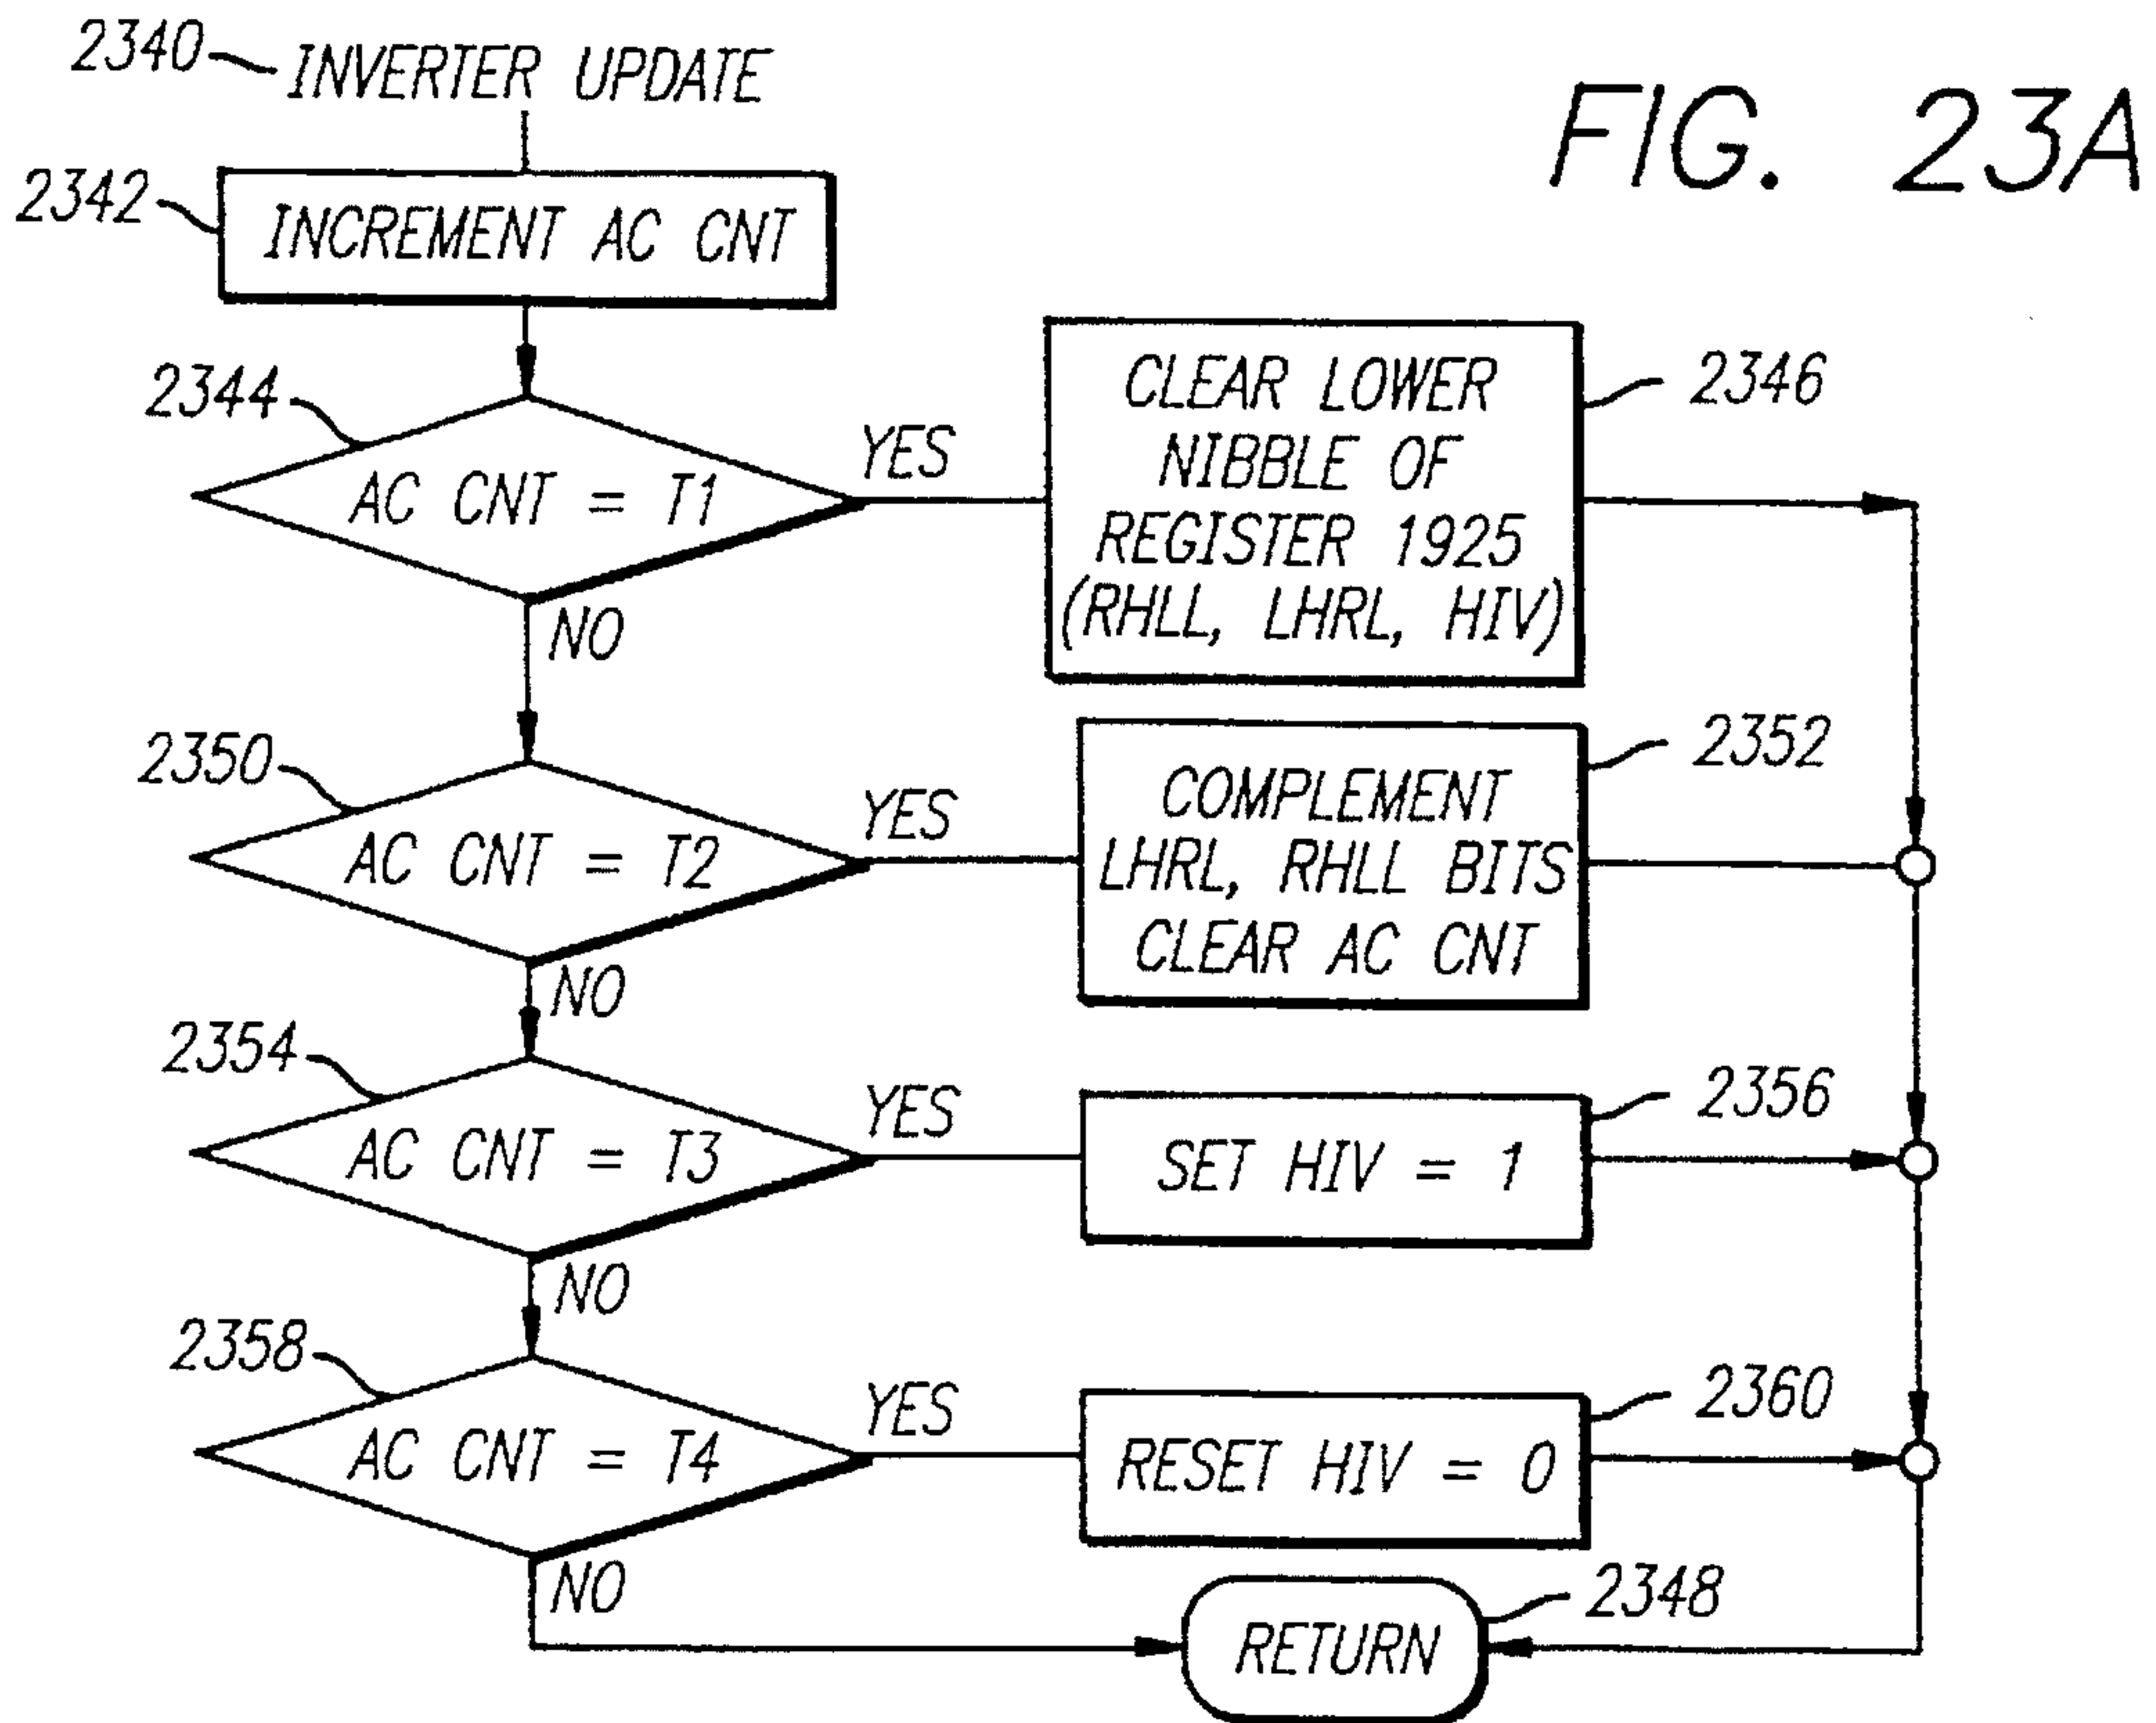 2340
INVERTER UPDATE
FIG. 23A
2342
INCREMENT AC CNT
2344
AC CNT = T1
YES
NO
CLEAR LOWER
NIBBLE OF
REGISTER 1925
(RHLL, LHRL, HIV)
2346
2350
AC CNT = T2
YES
NO
COMPLEMENT
LHRL, RHLL BITS
CLEAR AC CNT
2352
2354
AC CNT = T3
YES
NO
SET HIV = 1
2356
2358
AC CNT = T4
YES
NO
RESET HIV = 0
2360
RETURN
2348